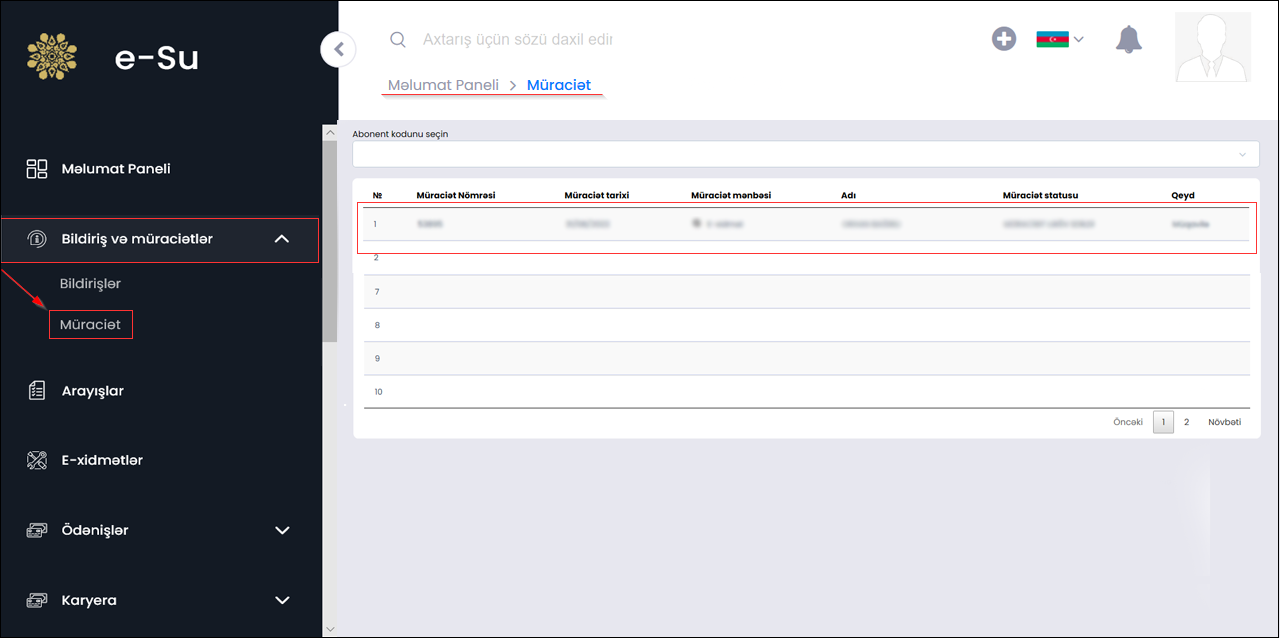 e-Su
Axtarış üçün sözü daxil edir
Məlumat Paneli > Müraciət
Məlumat Paneli
Bildiriş və müraciətlər
Bildirişlər
Müraciət
Arayışlar
E-xidmətlər
Ödənişlər
Karyera
Abonent kodunu seçin
№ Müraciət Nömrəsi Müraciət tarixi Müraciət mənbəsi Adı Müraciət statusu Qeyd
1
2
7
8
9
10
Öncəki 1 2 Növbəti